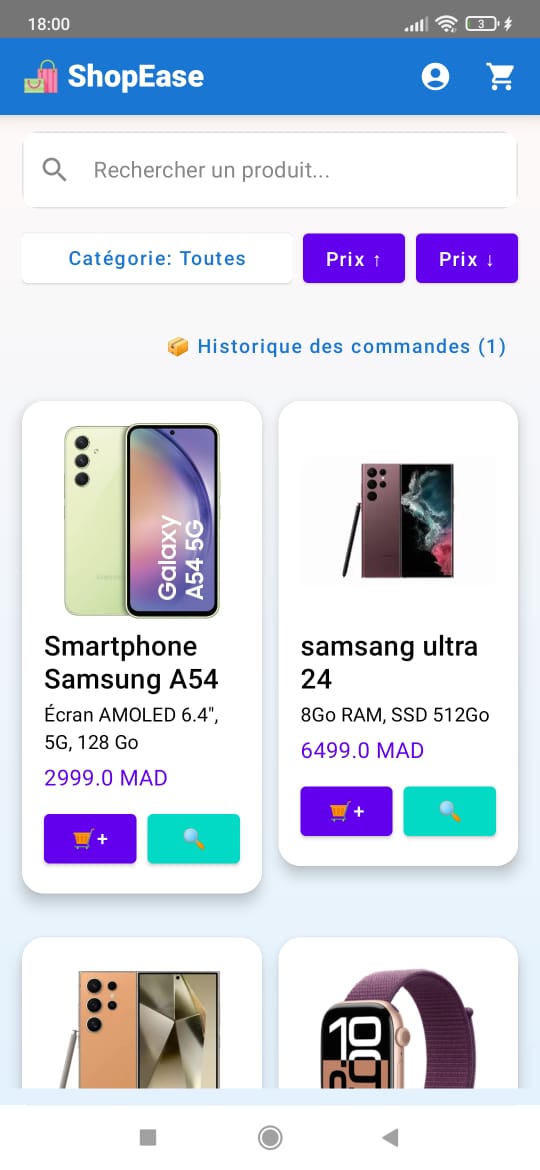 18:00
3
ShopEase
Rechercher un produit...
Catégorie: Toutes
Prix ↑
Prix ↓
Historique des commandes (1)
Galaxy
A54 5G
Smartphone
Samsung A54
Écran AMOLED 6.4",
5G, 128 Go
2999.0 MAD
+
samsang ultra
24
8Go RAM, SSD 512Go
6499.0 MAD
+
10
09